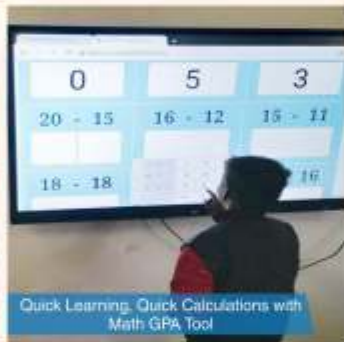 0 5 3
20 - 15 16 - 12 15 - 11
18 - 18 16
Quick Learning, Quick Calculations with
Math GPA Tool